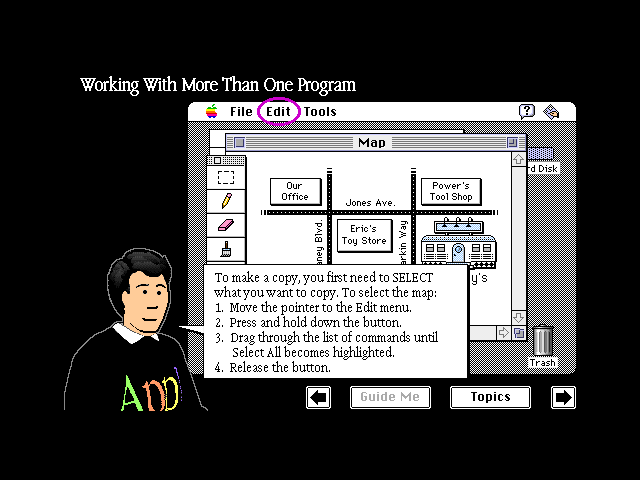 Working With More Than One Program
File Edit Tools
Map
rd Disk
Our
Office
Power's
Tool Shop
Jones Ave.
Eric's
Toy Store
ney Blvd.
arkin Way
y's
To make a copy, you first need to SELECT
what you want to copy. To select the map:
1. Move the pointer to the Edit menu.
2. Press and hold down the button.
3. Drag through the list of commands until
Select All becomes highlighted.
4. Release the button.
Trash
App
Guide Me
Topics